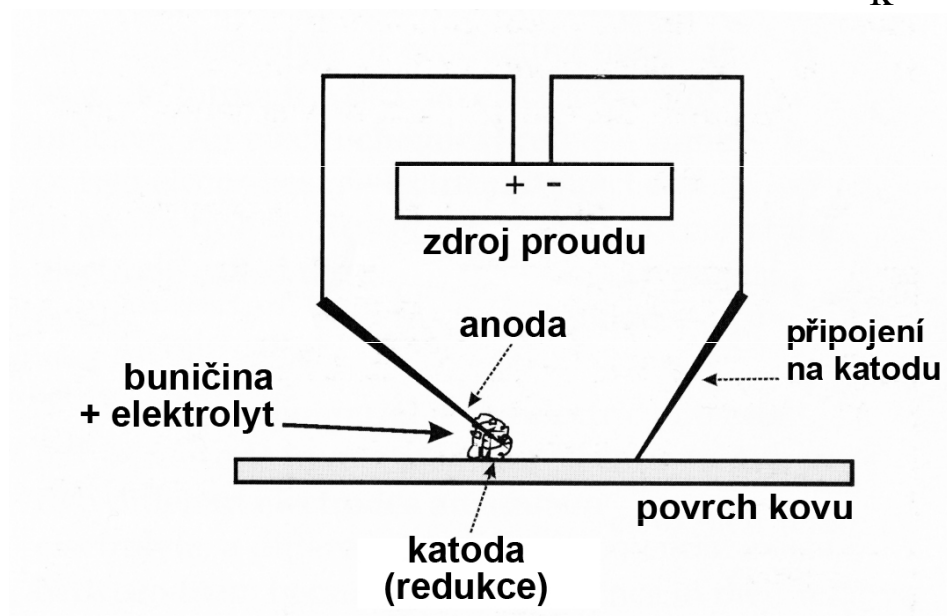 + -
zdroj proudu
anoda
připojení
na katodu
buničina
+ elektrolyt
povrch kovu
katoda
(redukce)